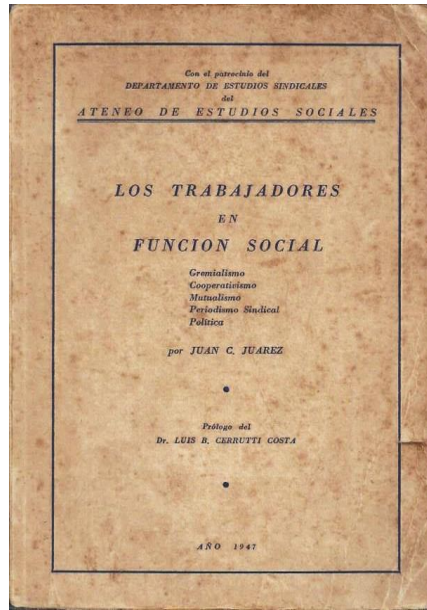 Con el patrocinio del
DEPARTAMENTO DE ESTUDIOS SINDICALES
del
ATENEO DE ESTUDIOS SOCIALES
LOS TRABAJADORES
EN
FUNCION SOCIAL
Gremialismo
Cooperativismo
Mutualismo
Periodismo Sindical
Política
por JUAN C. JUAREZ
Prólogo del
Dr. LUIS B. CERRUTTI COSTA
AÑO 1947